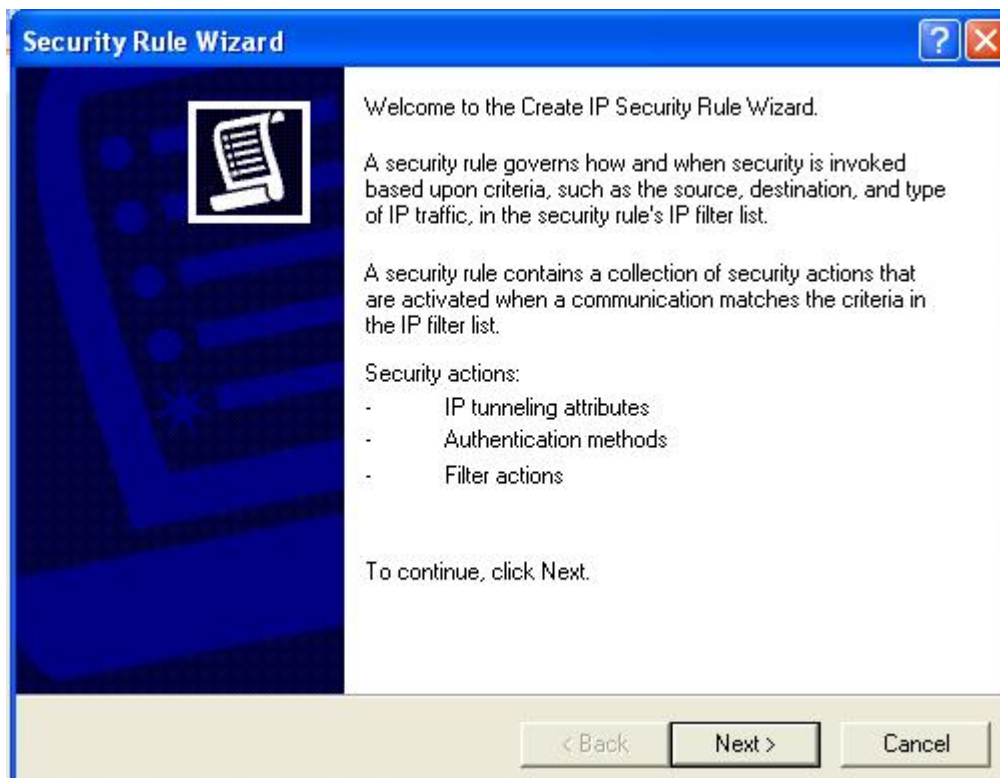 Security Rule Wizard
?
Welcome to the Create IP Security Rule Wizard.
A security rule governs how and when security is invoked
based upon criteria, such as the source, destination, and type
of IP traffic, in the security rule's IP filter list.
A security rule contains a collection of security actions that
are activated when a communication matches the criteria in
the IP filter list.
Security actions:
- IP tunneling attributes
- Authentication methods
- Filter actions
To continue, click Next.
< Back Next > Cancel